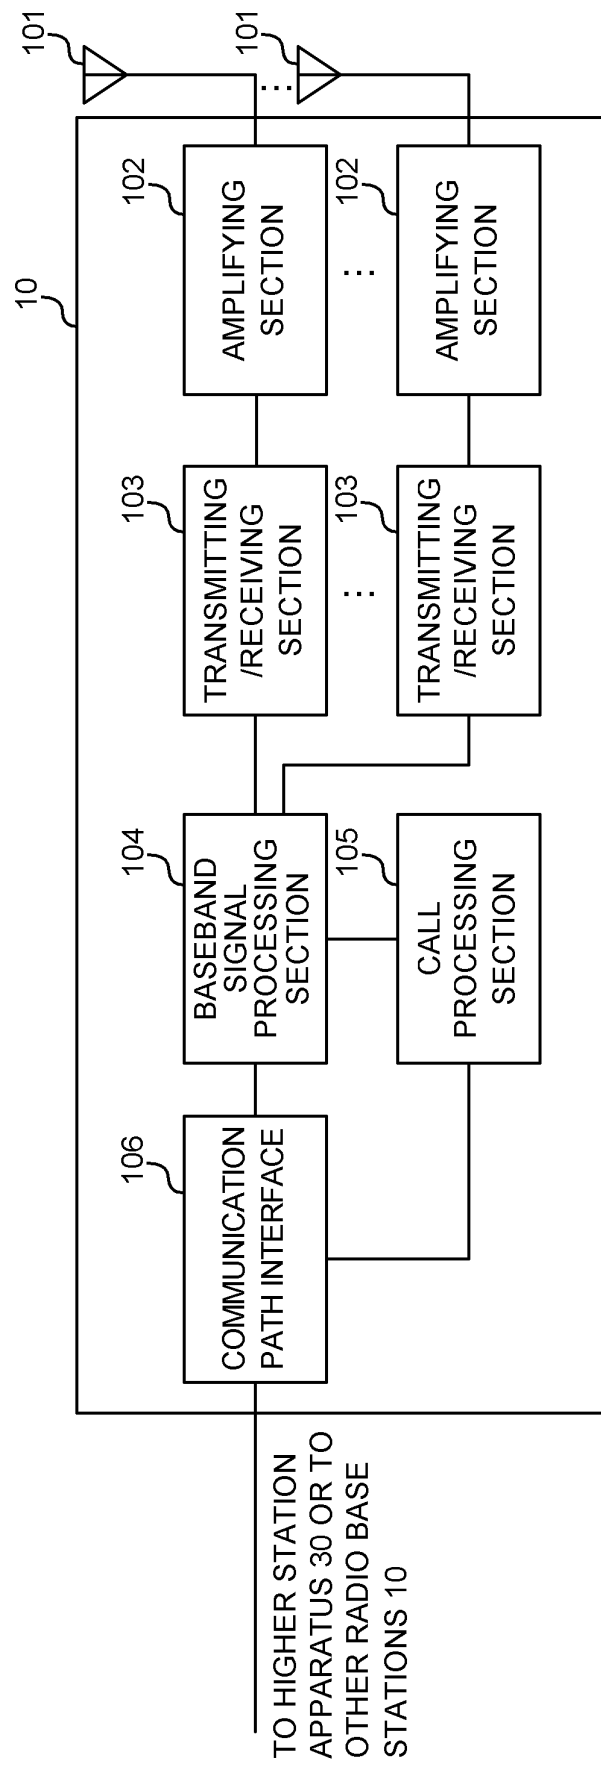 10
101
101
102
AMPLIFYING
SECTION
102
AMPLIFYING
SECTION
...
...
...
103
TRANSMITTING
/RECEIVING
SECTION
103
TRANSMITTING
/RECEIVING
SECTION
104
BASEBAND
SIGNAL
PROCESSING
SECTION
105
CALL
PROCESSING
SECTION
106
COMMUNICATION
PATH INTERFACE
TO HIGHER STATION
APPARATUS 30 OR TO
OTHER RADIO BASE
STATIONS 10